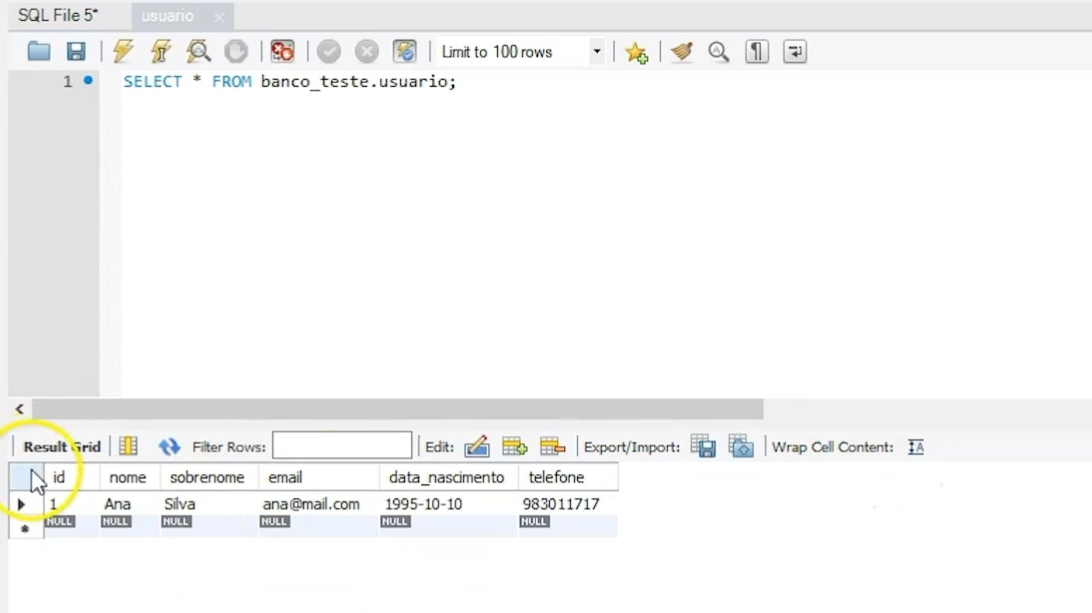 SQL File 5* usuario
Limit to 100 rows
1 SELECT * FROM banco_teste.usuario;
Result Grid Filter Rows: Edit: Export/Import: Wrap Cell Content:
id nome sobrenome email data_nascimento telefone
1 Ana Silva ana@mail.com 1995-10-10 983011717
NULL NULL NULL NULL NULL NULL